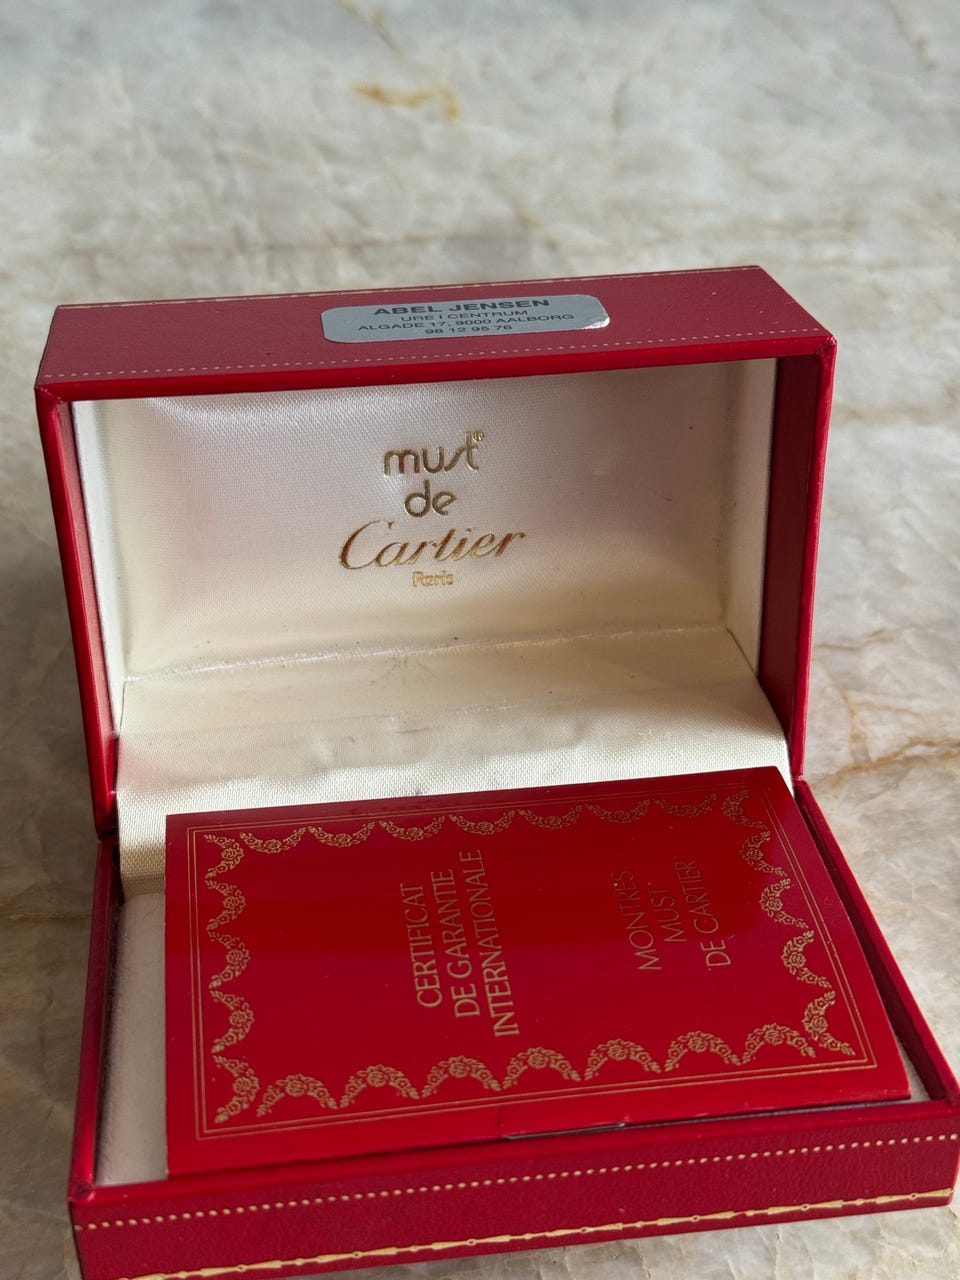 ABEL JENSEN
URE I CENTRUM
ALGADE 17, 9000 AALBORG
98 12 95 76
must®
de
Cartier
Paris
CERTIFICAT
DE GARANTIE
INTERNATIONALE
MONTRES
MUST
DE CARTIER